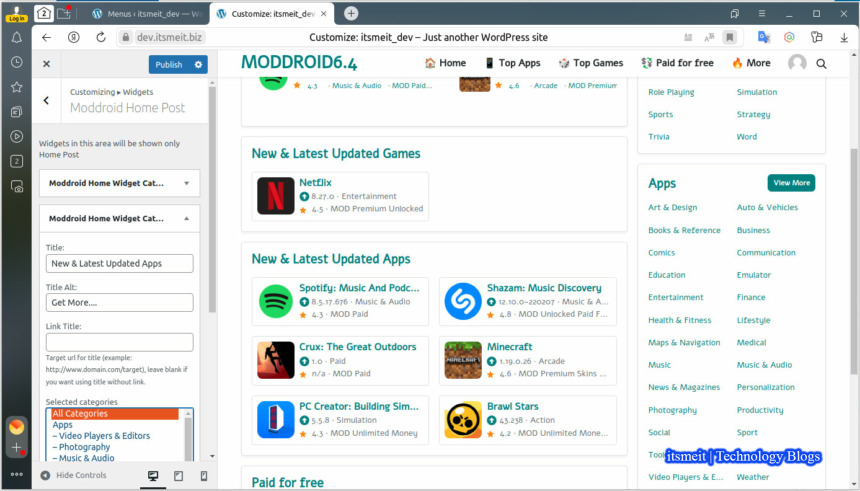 Log in
2
Menus ‹ itsmeit_dev — Wo
Customize: itsmeit_dev
dev.itsmeit.biz
Customize: itsmeit_dev – Just another WordPress site
Publish
Customizing ▸ Widgets
Moddroid Home Post
Widgets in this area will be shown only
Home Post
Moddroid Home Widget Cat...
Moddroid Home Widget Cat...
Title:
New & Latest Updated Apps
Title Alt:
Get More....
Link Title:
Target url for title (example:
http://www.domain.com/target), leave blank if
you want using title without link.
Selected categories
All Categories
Apps
– Video Players & Editors
– Photography
– Music & Audio
Hide Controls
2
MODDROID6.4
Home
Top Apps
Top Games
Paid for free
More
4.3 · Music & Audio · MOD Paid...
4.6 · Arcade · MOD Premium
New & Latest Updated Games
Netflix
8.27.0 · Entertainment
4.5 · MOD Premium Unlocked
New & Latest Updated Apps
Spotify: Music And Podc...
8.5.17.676 · Music & Audio
4.3 · MOD Paid
Shazam: Music Discovery
12.10.0-220207 · Music & A...
4.8 · MOD Unlocked Paid F...
Crux: The Great Outdoors
1.0 · Paid
n/a · MOD Paid
MINECRAFT
Minecraft
1.19.0.26 · Arcade
4.6 · MOD Premium Skins ...
PC Creator: Building Sim...
5.5.8 · Simulation
4.3 · MOD Unlimited Money
Brawl Stars
43.238 · Action
4.2 · MOD Unlimited Mone...
Paid for free
Role Playing
Simulation
Sports
Strategy
Trivia
Word
Apps
View More
Art & Design
Auto & Vehicles
Books & Reference
Business
Comics
Communication
Education
Emulator
Entertainment
Finance
Health & Fitness
Lifestyle
Maps & Navigation
Medical
Music
Music & Audio
News & Magazines
Personalization
Photography
Productivity
Social
Sport
Video Players & E...
Weather
itsmeit | Technology Blogs